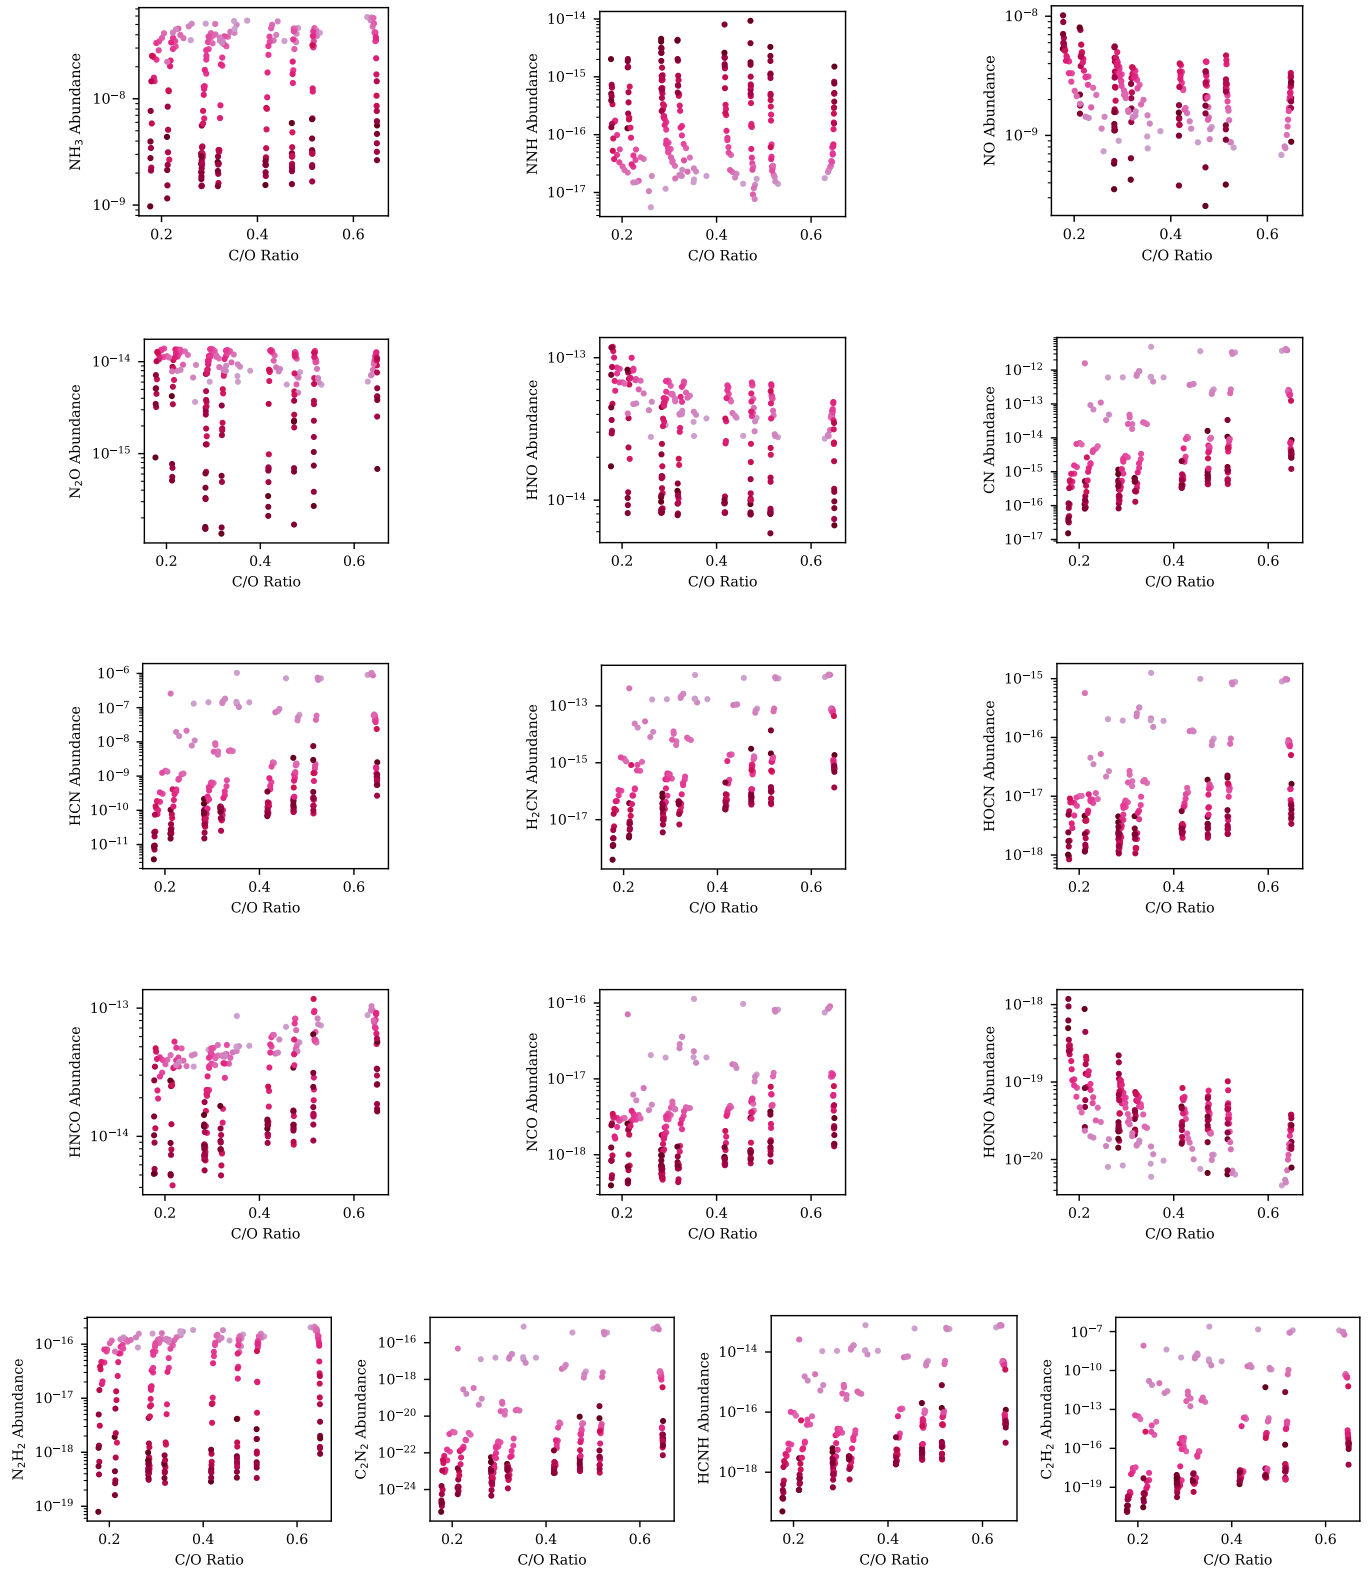 NH₃ Abundance
10⁻⁸
10⁻⁹
0.2 0.4 0.6
C/O Ratio
NNH Abundance
10⁻¹⁴
10⁻¹⁵
10⁻¹⁶
10⁻¹⁷
0.2 0.4 0.6
C/O Ratio
NO Abundance
10⁻⁸
10⁻⁹
0.2 0.4 0.6
C/O Ratio
N₂O Abundance
10⁻¹⁴
10⁻¹⁵
0.2 0.4 0.6
C/O Ratio
HNO Abundance
10⁻¹³
10⁻¹⁴
0.2 0.4 0.6
C/O Ratio
CN Abundance
10⁻¹²
10⁻¹³
10⁻¹⁴
10⁻¹⁵
10⁻¹⁶
10⁻¹⁷
0.2 0.4 0.6
C/O Ratio
HCN Abundance
10⁻⁶
10⁻⁷
10⁻⁸
10⁻⁹
10⁻¹⁰
10⁻¹¹
0.2 0.4 0.6
C/O Ratio
H₂CN Abundance
10⁻¹³
10⁻¹⁵
10⁻¹⁷
0.2 0.4 0.6
C/O Ratio
HOCN Abundance
10⁻¹⁵
10⁻¹⁶
10⁻¹⁷
10⁻¹⁸
0.2 0.4 0.6
C/O Ratio
HNCO Abundance
10⁻¹³
10⁻¹⁴
0.2 0.4 0.6
C/O Ratio
NCO Abundance
10⁻¹⁶
10⁻¹⁷
10⁻¹⁸
0.2 0.4 0.6
C/O Ratio
HONO Abundance
10⁻¹⁸
10⁻¹⁹
10⁻²⁰
0.2 0.4 0.6
C/O Ratio
N₂H₂ Abundance
10⁻¹⁶
10⁻¹⁷
10⁻¹⁸
10⁻¹⁹
0.2 0.4 0.6
C/O Ratio
C₂N₂ Abundance
10⁻¹⁶
10⁻¹⁸
10⁻²⁰
10⁻²²
10⁻²⁴
0.2 0.4 0.6
C/O Ratio
HCNH Abundance
10⁻¹⁴
10⁻¹⁶
10⁻¹⁸
0.2 0.4 0.6
C/O Ratio
C₂H₂ Abundance
10⁻⁷
10⁻¹⁰
10⁻¹³
10⁻¹⁶
10⁻¹⁹
0.2 0.4 0.6
C/O Ratio